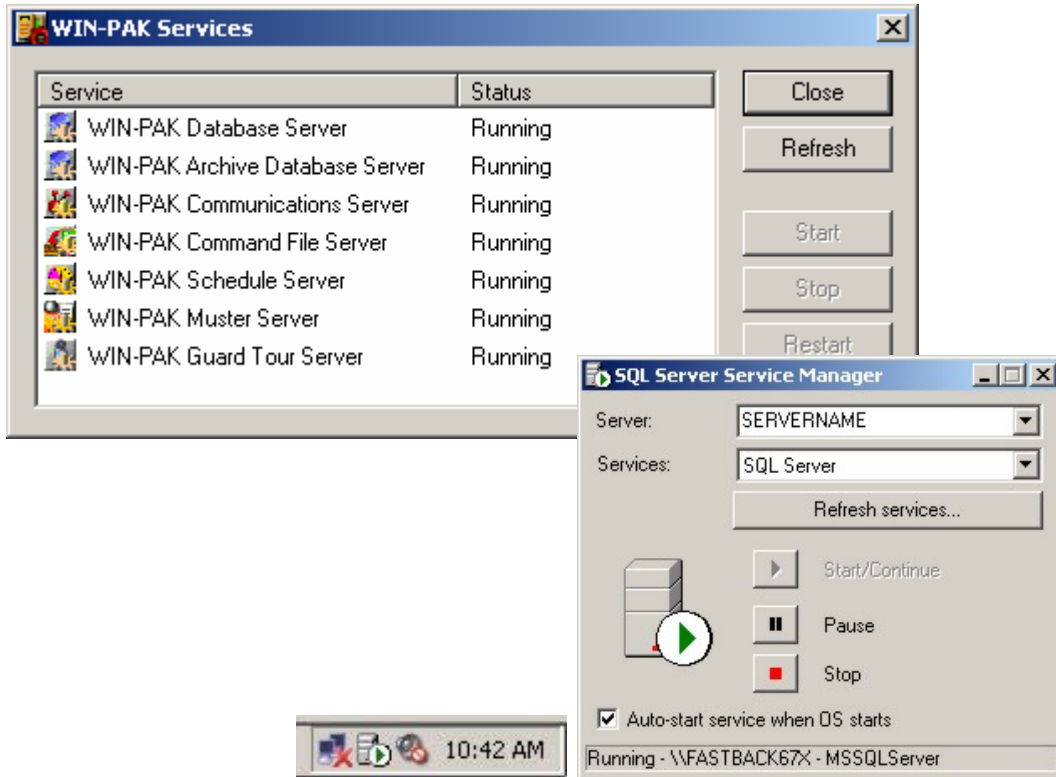 WIN-PAK Services
Service Status
WIN-PAK Database Server Running
WIN-PAK Archive Database Server Running
WIN-PAK Communications Server Running
WIN-PAK Command File Server Running
WIN-PAK Schedule Server Running
WIN-PAK Muster Server Running
WIN-PAK Guard Tour Server Running
Close
Refresh
Start
Stop
Restart
SQL Server Service Manager
Server: SERVERNAME
Services: SQL Server
Refresh services...
Start/Continue
Pause
Stop
Auto-start service when OS starts
Running - \\FASTBACK67X - MSSQLServer
10:42 AM